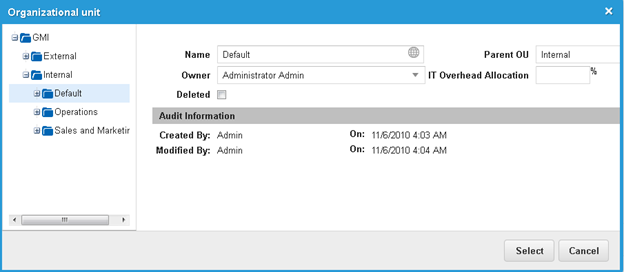 Organizational unit
GMI
External
Internal
Default
Operations
Sales and Marketin
Name Default Parent OU Internal
Owner Administrator Admin IT Overhead Allocation %
Deleted
Audit Information
Created By: Admin On: 11/6/2010 4:03 AM
Modified By: Admin On: 11/6/2010 4:04 AM
Select Cancel